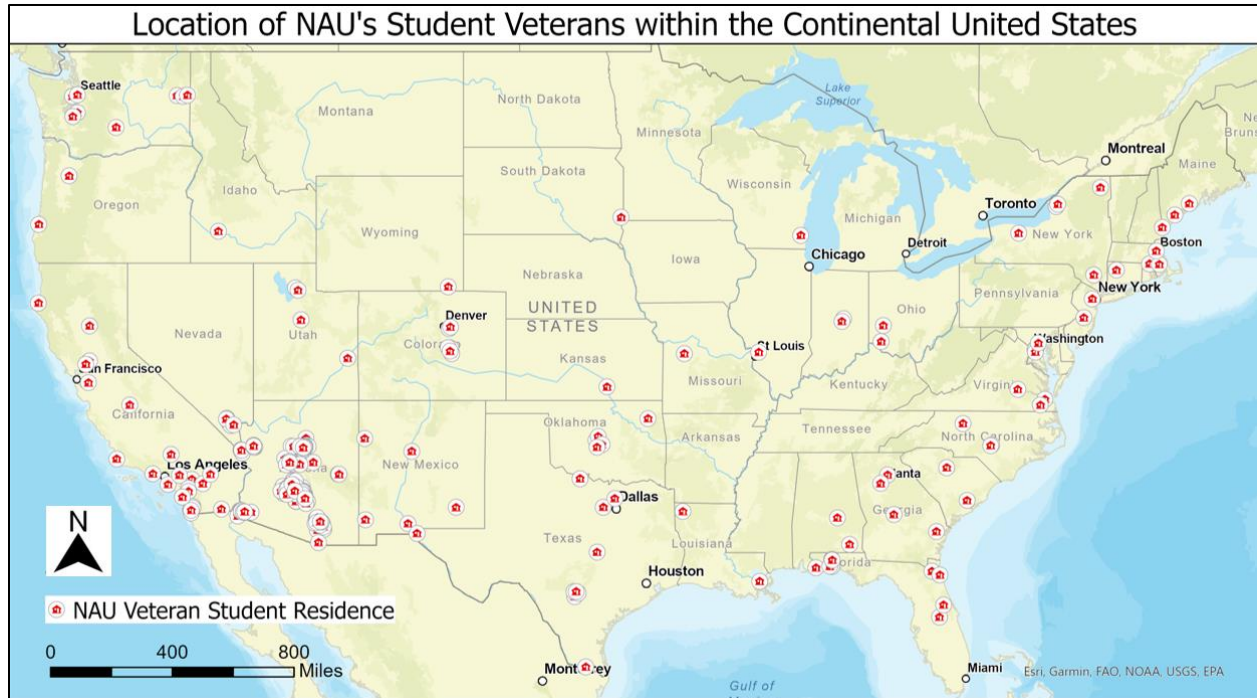 Location of NAU's Student Veterans within the Continental United States
Seattle
Montana
North Dakota
Minnesota
Lake
Superior
Montreal
Maine
Oregon
Idaho
South Dakota
Wisconsin
Michigan
Toronto
Wyoming
Detroit
New York
Boston
Chicago
Iowa
Nebraska
Nevada
Utah
Denver
Colorado
UNITED
STATES
Ohio
Pennsylvania
New York
Washington
San Francisco
Kansas
St Louis
Missouri
Kentucky
Virginia
California
Oklahoma
Arkansas
Tennessee
North Carolina
Los Angeles
New Mexico
Dallas
Georgia
N
Texas
Louisiana
Florida
Houston
NAU Veteran Student Residence
0 400 800
Miles
Monterrey
Gulf of
Miami
Esri, Garmin, FAO, NOAA, USGS, EPA